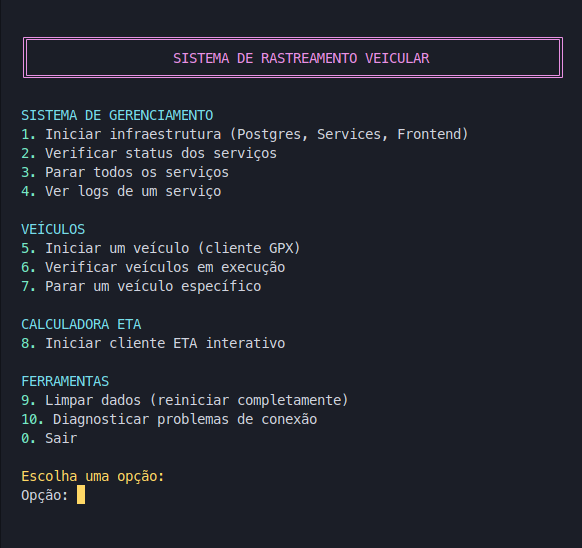 SISTEMA DE RASTREAMENTO VEICULAR
SISTEMA DE GERENCIAMENTO
1. Iniciar infraestrutura (Postgres, Services, Frontend)
2. Verificar status dos serviços
3. Parar todos os serviços
4. Ver logs de um serviço
VEÍCULOS
5. Iniciar um veículo (cliente GPX)
6. Verificar veículos em execução
7. Parar um veículo específico
CALCULADORA ETA
8. Iniciar cliente ETA interativo
FERRAMENTAS
9. Limpar dados (reiniciar completamente)
10. Diagnosticar problemas de conexão
0. Sair
Escolha uma opção:
Opção: